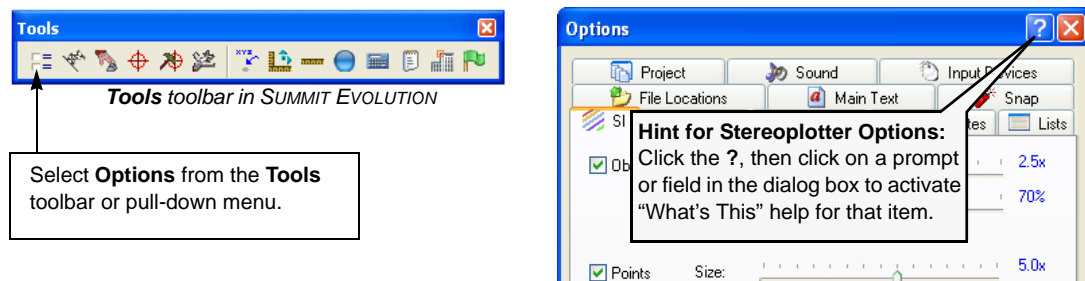 Tools
XYZ
Tools toolbar in SUMMIT EVOLUTION
Select Options from the Tools
toolbar or pull-down menu.
Options
?
Project Sound Input Devices
File Locations Main Text Snap
Lists
Hint for Stereoplotter Options:
Click the ?, then click on a prompt
or field in the dialog box to activate
“What's This” help for that item.
2.5x
70%
Points Size: 5.0x